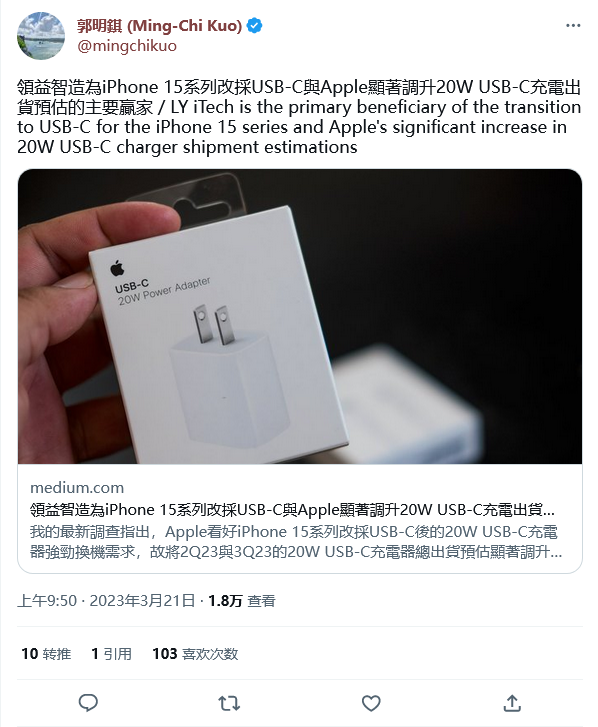 郭明錤 (Ming-Chi Kuo)
@mingchikuo
領益智造為iPhone 15系列改採USB-C與Apple顯著調升20W USB-C充電出
貨預估的主要贏家 / LY iTech is the primary beneficiary of the transition
to USB-C for the iPhone 15 series and Apple's significant increase in
20W USB-C charger shipment estimations
USB-C
20W Power Adapter
medium.com
領益智造為iPhone 15系列改採USB-C與Apple顯著調升20W USB-C充電出貨...
我的最新調查指出，Apple看好iPhone 15系列改採USB-C後的20W USB-C充電
器強勁換機需求，故將2Q23與3Q23的20W USB-C充電器總出貨預估顯著調升...
上午9:50 · 2023年3月21日 · 1.8万 查看
10 转推 1 引用 103 喜欢次数